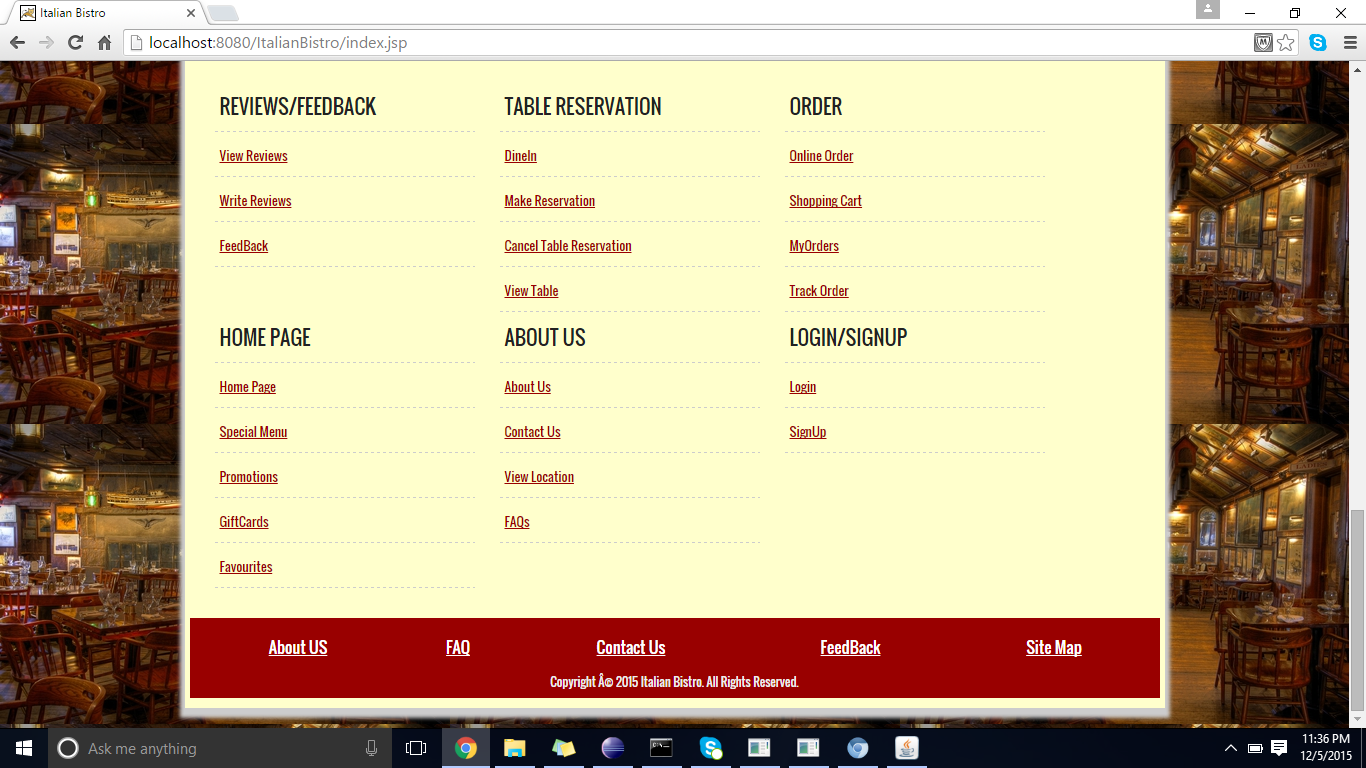 Italian Bistro
localhost:8080/ItalianBistro/index.jsp
REVIEWS/FEEDBACK
View Reviews
Write Reviews
FeedBack
TABLE RESERVATION
DineIn
Make Reservation
Cancel Table Reservation
View Table
ORDER
Online Order
Shopping Cart
MyOrders
Track Order
HOME PAGE
Home Page
Special Menu
Promotions
GiftCards
Favourites
ABOUT US
About Us
Contact Us
View Location
FAQs
LOGIN/SIGNUP
Login
SignUp
About US FAQ Contact Us FeedBack Site Map
Copyright Â© 2015 Italian Bistro. All Rights Reserved.
Ask me anything
11:36 PM
12/5/2015